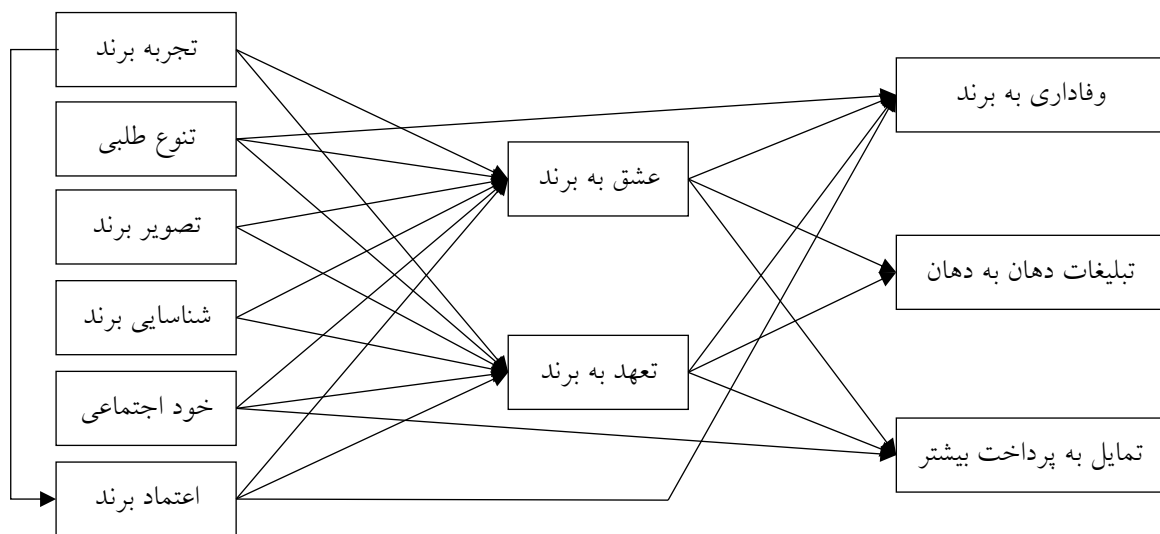 تجربه برند
تنوع طلبی
تصویر برند
شناسایی برند
خود اجتماعی
اعتماد برند
عشق به برند
تعهد به برند
وفاداری به برند
تبلیغات دهان به دهان
تمایل به پرداخت بیشتر